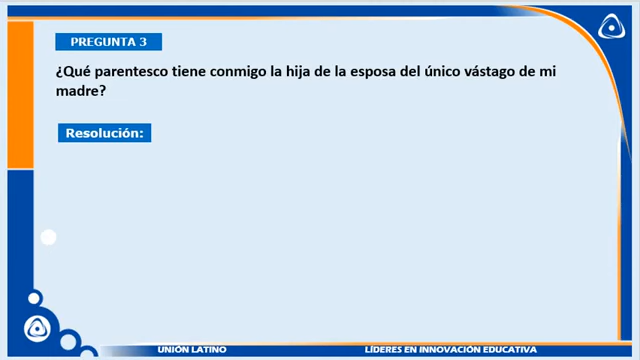 PREGUNTA 3
¿Qué parentesco tiene conmigo la hija de la esposa del único vástago de mi
madre?
Resolución:
UNIÓN LATINO
LÍDERES EN INNOVACIÓN EDUCATIVA